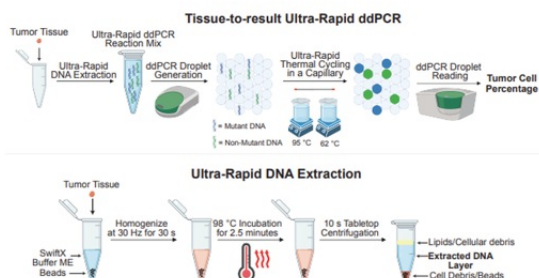 Tissue-to-result Ultra-Rapid ddPCR
Tumor Tissue
Ultra-Rapid ddPCR
Reaction Mix
Ultra-Rapid
DNA Extraction
ddPCR Droplet
Generation
Ultra-Rapid
Thermal Cycling
in a Capillary
ddPCR Droplet
Reading
Tumor Cell
Percentage
= Mutant DNA
= Non-Mutant DNA
95 °C
62 °C
Ultra-Rapid DNA Extraction
Tumor Tissue
Homogenize
at 30 Hz for 30 s
98 °C Incubation
for 2.5 minutes
10 s Tabletop
Centrifugation
SwiftX
Buffer ME
Beads
Lipids/Cellular debris
Extracted DNA
Layer
Cell Debris/Beads